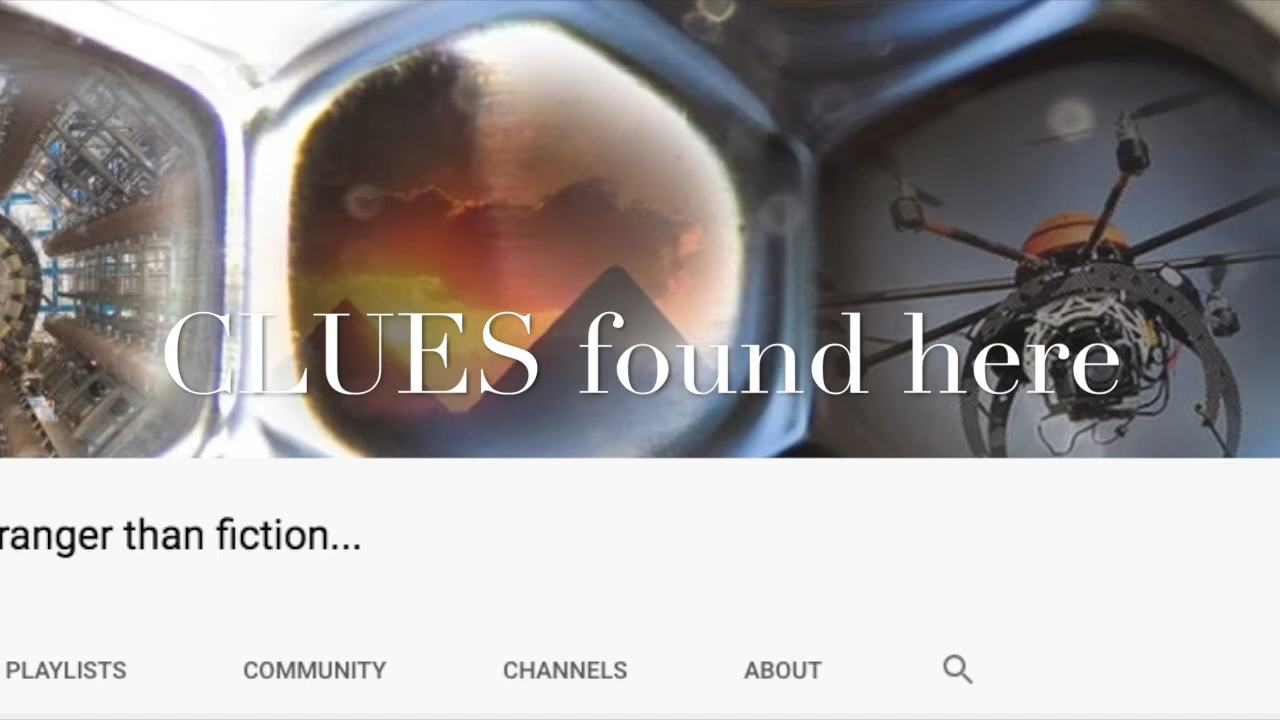 CLUES found here
ranger than fiction...
PLAYLISTS COMMUNITY CHANNELS ABOUT